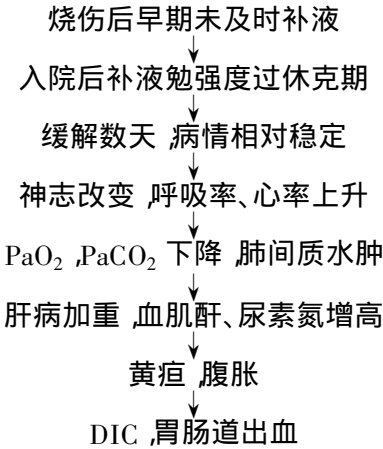 烧伤后早期未及时补液
入院后补液勉强度过休克期
缓解数天,病情相对稳定
神志改变,呼吸率、心率上升
PaO₂,PaCO₂ 下降,肺间质水肿
肝病加重,血肌酐、尿素氮增高
黄疸,腹胀
DIC,胃肠道出血